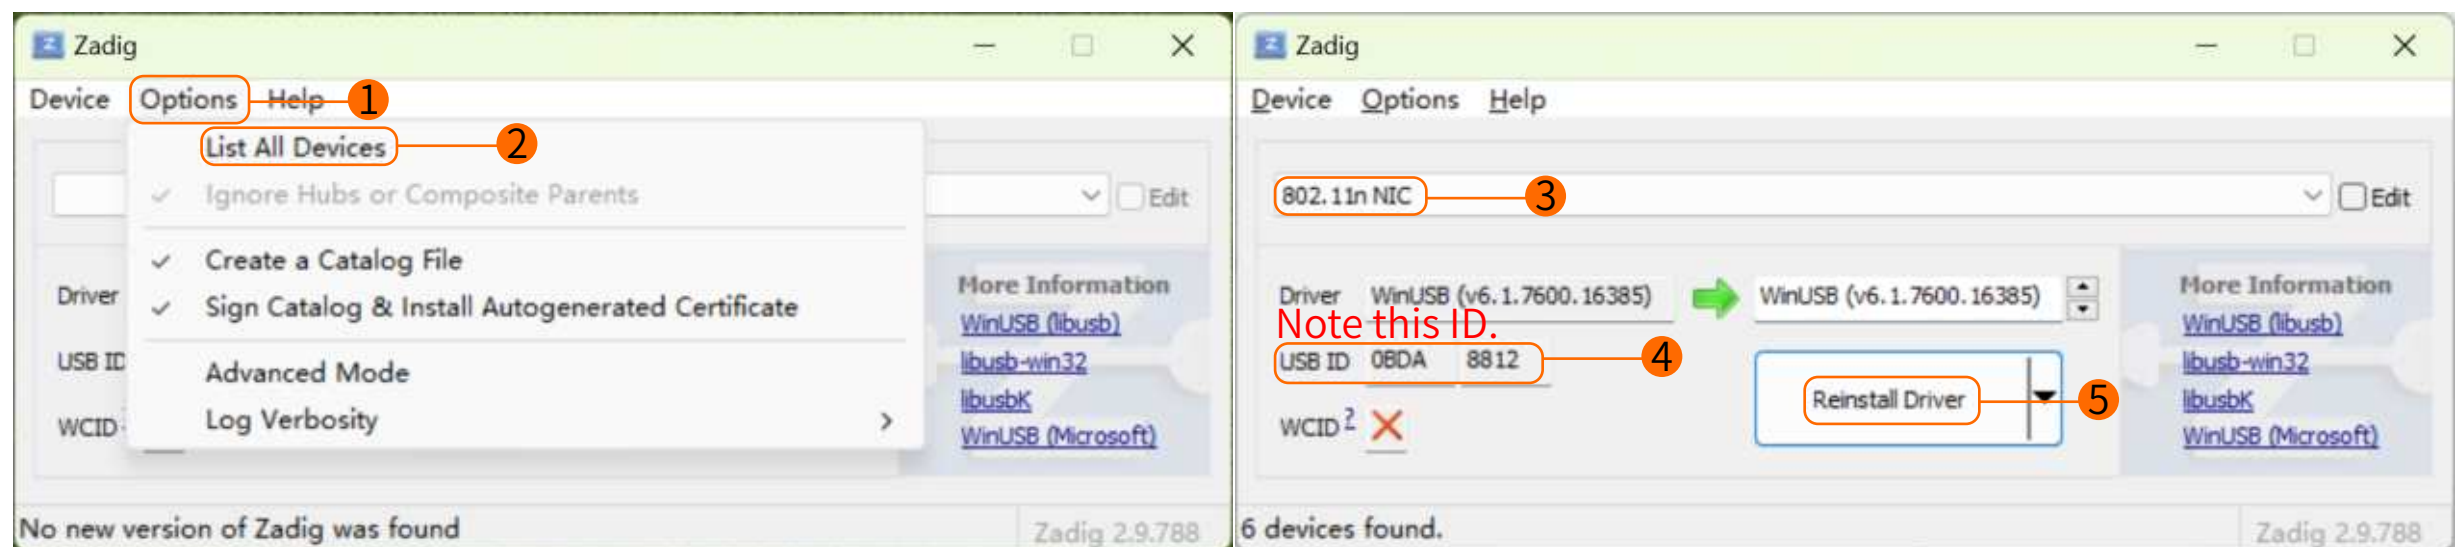 Zadig
Device Options Help 1
List All Devices 2
Ignore Hubs or Composite Parents
Edit
Create a Catalog File
Sign Catalog & Install Autogenerated Certificate
Advanced Mode
Log Verbosity
Driver
USB ID
WCID
More Information
WinUSB (libusb)
libusb-win32
libusbK
WinUSB (Microsoft)
No new version of Zadig was found
Zadig 2.9.788
Zadig
Device Options Help
802.11n NIC 3
Edit
Driver WinUSB (v6.1.7600.16385) WinUSB (v6.1.7600.16385)
Note this ID.
USB ID 0BDA 8812 4
WCID ?
Reinstall Driver 5
More Information
WinUSB (libusb)
libusb-win32
libusbK
WinUSB (Microsoft)
6 devices found.
Zadig 2.9.788